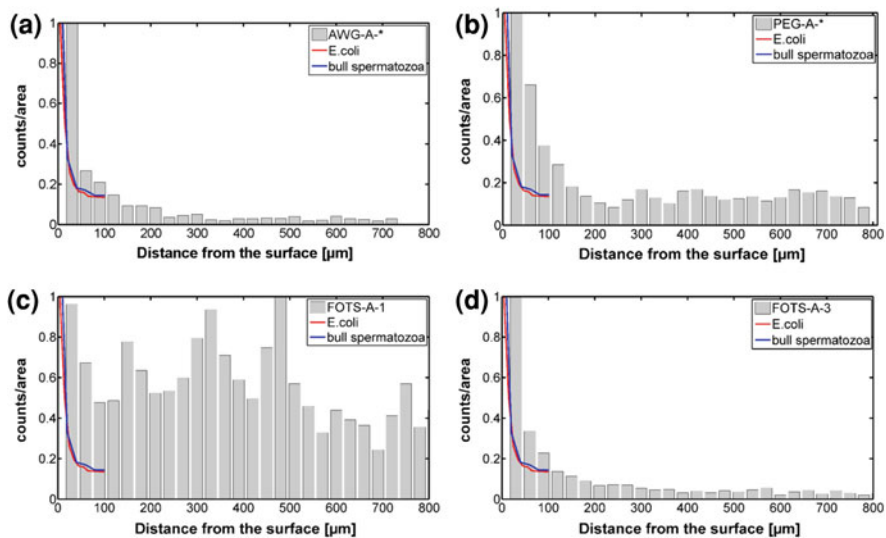 (a)
AWG-A-*
E.coli
bull spermatozoa
counts/area
1
0.8
0.6
0.4
0.2
0
0 100 200 300 400 500 600 700 800
Distance from the surface [µm]
(b)
PEG-A-*
E.coli
bull spermatozoa
counts/area
1
0.8
0.6
0.4
0.2
0
0 100 200 300 400 500 600 700 800
Distance from the surface [µm]
(c)
FOTS-A-1
E.coli
bull spermatozoa
counts/area
1
0.8
0.6
0.4
0.2
0
0 100 200 300 400 500 600 700 800
Distance from the surface [µm]
(d)
FOTS-A-3
E.coli
bull spermatozoa
counts/area
1
0.8
0.6
0.4
0.2
0
0 100 200 300 400 500 600 700 800
Distance from the surface [µm]